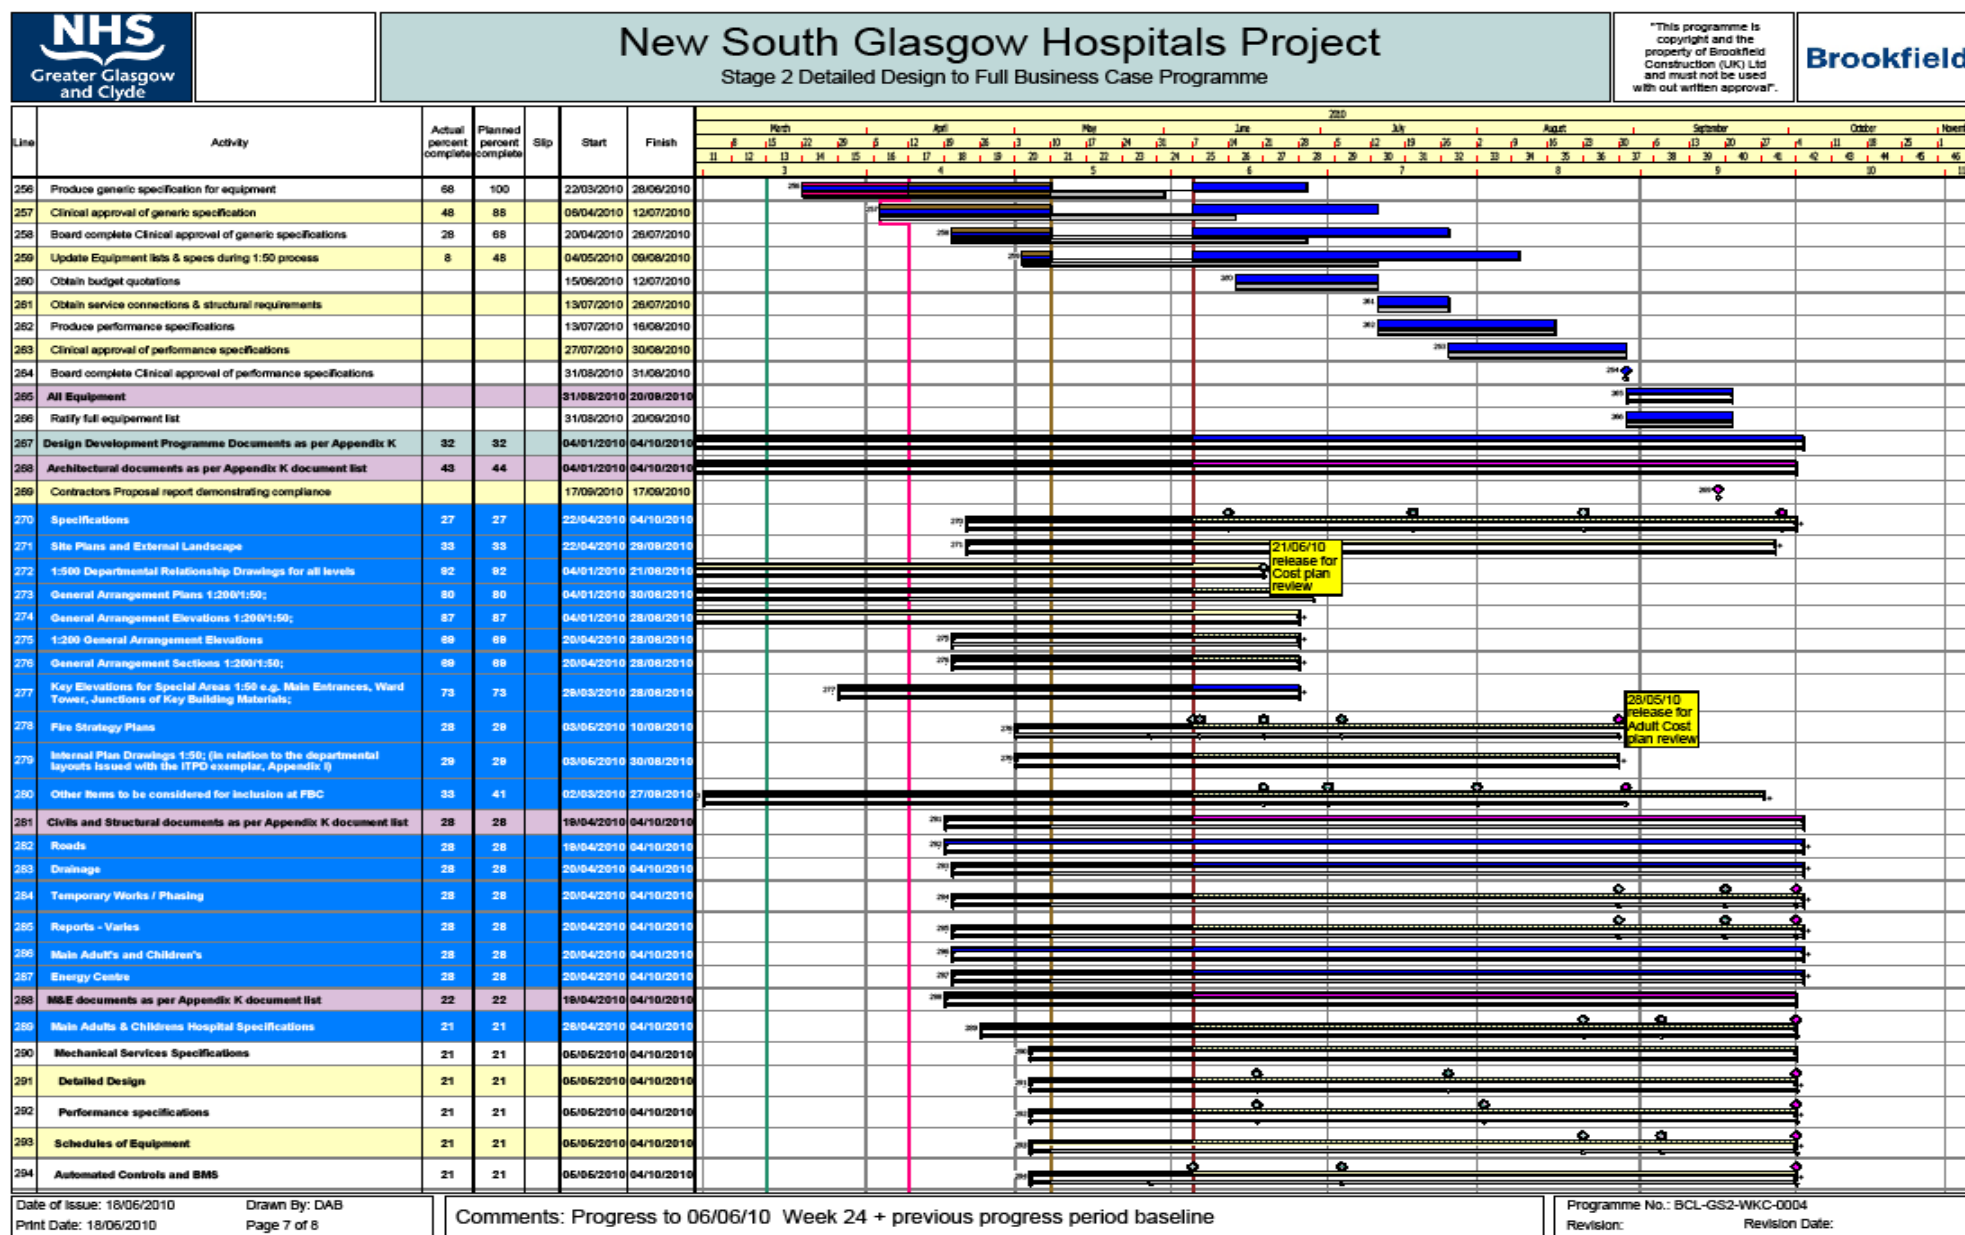 NHS
Greater Glasgow
and Clyde
New South Glasgow Hospitals Project
Stage 2 Detailed Design to Full Business Case Programme
"This programme is
copyright and the
property of Brookfield
Construction (UK) Ltd
and must not be used
with out written approval".
Brookfield
Line Activity Actual percent complete Planned percent complete Slip Start Finish
2010
March April May June July August September October
256 Produce generic specification for equipment 68 100 22/03/2010 28/06/2010
257 Clinical approval of generic specification 48 88 06/04/2010 12/07/2010
258 Board complete Clinical approval of generic specifications 28 68 20/04/2010 26/07/2010
259 Update Equipment lists & specs during 1:50 process 8 48 04/05/2010 09/08/2010
260 Obtain budget quotations 15/06/2010 12/07/2010
261 Obtain service connections & structural requirements 13/07/2010 26/07/2010
262 Produce performance specifications 13/07/2010 16/08/2010
263 Clinical approval of performance specifications 27/07/2010 30/08/2010
264 Board complete Clinical approval of performance specifications 31/08/2010 31/08/2010
265 All Equipment 31/08/2010 20/09/2010
266 Ratify full equipement list 31/08/2010 20/09/2010
267 Design Development Programme Documents as per Appendix K 32 32 04/01/2010 04/10/2010
268 Architectural documents as per Appendix K document list 43 44 04/01/2010 04/10/2010
269 Contractors Proposal report demonstrating compliance 17/09/2010 17/09/2010
270 Specifications 27 27 22/04/2010 04/10/2010
271 Site Plans and External Landscape 33 33 22/04/2010 29/09/2010
272 1:500 Departmental Relationship Drawings for all levels 92 92 04/01/2010 21/06/2010
21/06/10
release for
Cost plan
review
273 General Arrangement Plans 1:200/1:50; 80 80 04/01/2010 30/06/2010
274 General Arrangement Elevations 1:200/1:50; 87 87 04/01/2010 28/06/2010
275 1:200 General Arrangement Elevations 69 69 20/04/2010 28/06/2010
276 General Arrangement Sections 1:200/1:50; 69 69 20/04/2010 28/06/2010
277 Key Elevations for Special Areas 1:50 e.g. Main Entrances, Ward
Tower, Junctions of Key Building Materials; 73 73 29/03/2010 28/06/2010
28/05/10
release for
Adult Cost
plan review
278 Fire Strategy Plans 28 29 03/05/2010 10/09/2010
279 Internal Plan Drawings 1:50; (in relation to the departmental
layouts issued with the ITPD exemplar, Appendix I) 29 29 03/05/2010 30/08/2010
280 Other Items to be considered for inclusion at FBC 33 41 02/03/2010 27/09/2010
281 Civils and Structural documents as per Appendix K document list 28 28 19/04/2010 04/10/2010
282 Roads 28 28 19/04/2010 04/10/2010
283 Drainage 28 28 20/04/2010 04/10/2010
284 Temporary Works / Phasing 28 28 20/04/2010 04/10/2010
285 Reports - Varies 28 28 20/04/2010 04/10/2010
286 Main Adult's and Children's 28 28 20/04/2010 04/10/2010
287 Energy Centre 28 28 20/04/2010 04/10/2010
288 M&E documents as per Appendix K document list 22 22 19/04/2010 04/10/2010
289 Main Adults & Childrens Hospital Specifications 21 21 26/04/2010 04/10/2010
290 Mechanical Services Specifications 21 21 05/05/2010 04/10/2010
291 Detailed Design 21 21 05/05/2010 04/10/2010
292 Performance specifications 21 21 05/05/2010 04/10/2010
293 Schedules of Equipment 21 21 05/05/2010 04/10/2010
294 Automated Controls and BMS 21 21 05/05/2010 04/10/2010
Date of Issue: 18/06/2010 Drawn By: DAB
Print Date: 18/06/2010 Page 7 of 8
Comments: Progress to 06/06/10 Week 24 + previous progress period baseline
Programme No.: BCL-GS2-WKC-0004
Revision: Revision Date: